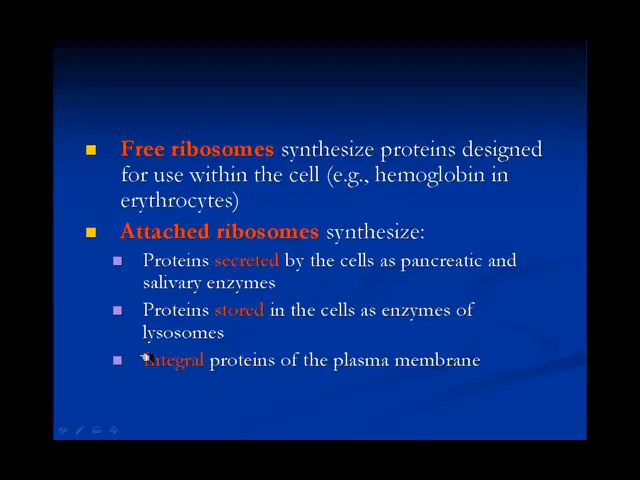 Free ribosomes synthesize proteins designed
for use within the cell (e.g., hemoglobin in
erythrocytes)
Attached ribosomes synthesize:
Proteins secreted by the cells as pancreatic and
salivary enzymes
Proteins stored in the cells as enzymes of
lysosomes
Integral proteins of the plasma membrane